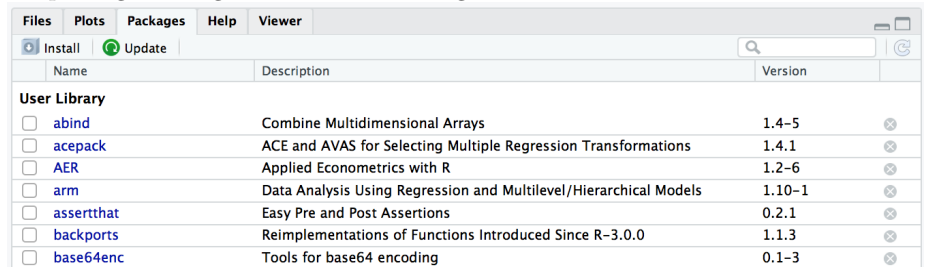 Files Plots Packages Help Viewer
Install Update
Name Description Version
User Library
abind Combine Multidimensional Arrays 1.4-5
acepack ACE and AVAS for Selecting Multiple Regression Transformations 1.4.1
AER Applied Econometrics with R 1.2-6
arm Data Analysis Using Regression and Multilevel/Hierarchical Models 1.10-1
assertthat Easy Pre and Post Assertions 0.2.1
backports Reimplementations of Functions Introduced Since R-3.0.0 1.1.3
base64enc Tools for base64 encoding 0.1-3